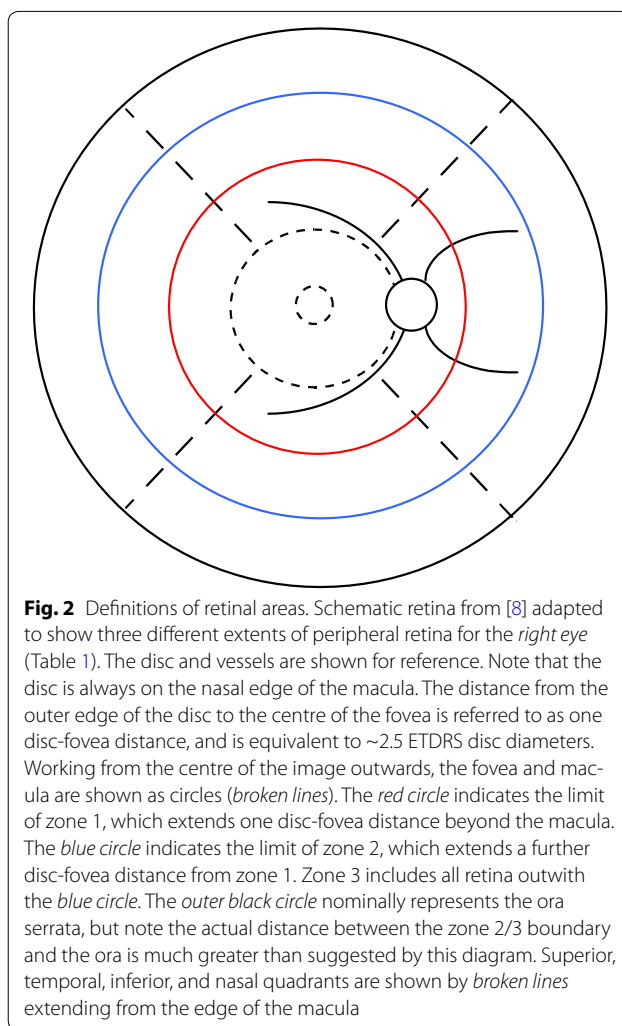 Fig. 2 Definitions of retinal areas. Schematic retina from [8] adapted
to show three different extents of peripheral retina for the right eye
(Table 1). The disc and vessels are shown for reference. Note that the
disc is always on the nasal edge of the macula. The distance from the
outer edge of the disc to the centre of the fovea is referred to as one
disc-fovea distance, and is equivalent to ~2.5 ETDRS disc diameters.
Working from the centre of the image outwards, the fovea and mac-
ula are shown as circles (broken lines). The red circle indicates the limit
of zone 1, which extends one disc-fovea distance beyond the macula.
The blue circle indicates the limit of zone 2, which extends a further
disc-fovea distance from zone 1. Zone 3 includes all retina outwith
the blue circle. The outer black circle nominally represents the ora
serrata, but note the actual distance between the zone 2/3 boundary
and the ora is much greater than suggested by this diagram. Superior,
temporal, inferior, and nasal quadrants are shown by broken lines
extending from the edge of the macula